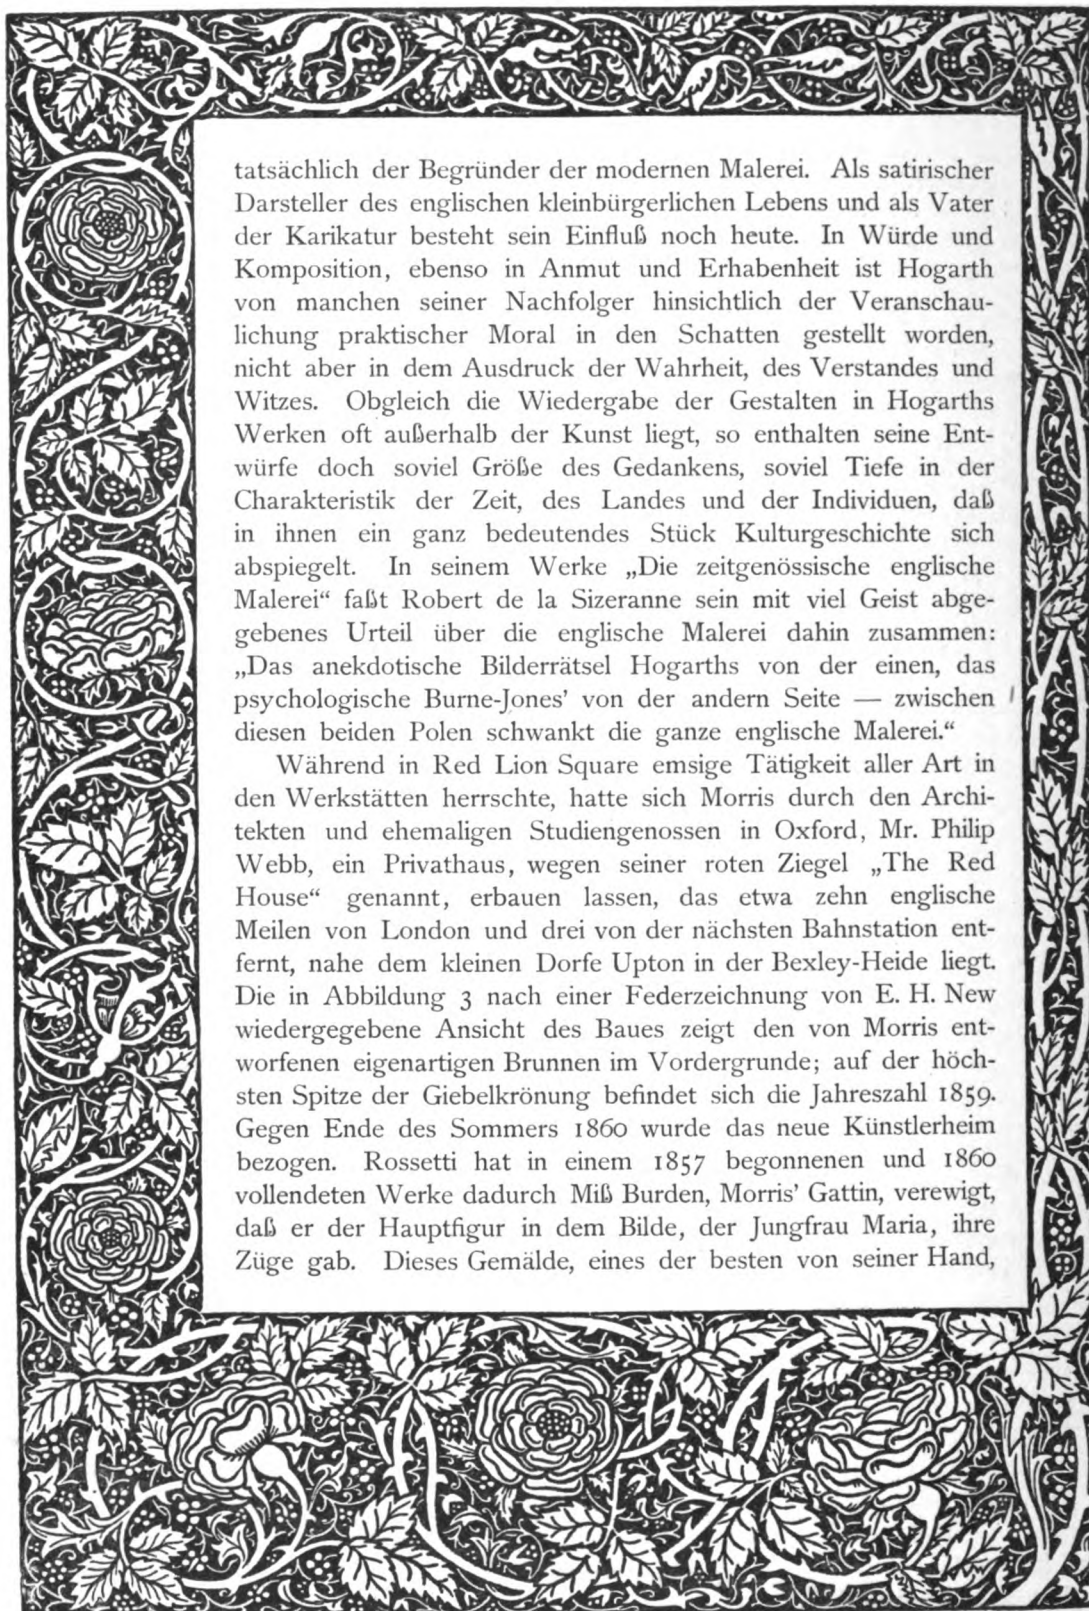 tatsächlich der Begründer der modernen Malerei. Als satirischer
Darsteller des englischen kleinbürgerlichen Lebens und als Vater
der Karikatur besteht sein Einfluß noch heute. In Würde und
Komposition, ebenso in Anmut und Erhabenheit ist Hogarth
von manchen seiner Nachfolger hinsichtlich der Veranschau-
lichung praktischer Moral in den Schatten gestellt worden,
nicht aber in dem Ausdruck der Wahrheit, des Verstandes und
Witzes. Obgleich die Wiedergabe der Gestalten in Hogarths
Werken oft außerhalb der Kunst liegt, so enthalten seine Ent-
würfe doch soviel Größe des Gedankens, soviel Tiefe in der
Charakteristik der Zeit, des Landes und der Individuen, daß
in ihnen ein ganz bedeutendes Stück Kulturgeschichte sich
abspiegelt. In seinem Werke „Die zeitgenössische englische
Malerei“ faßt Robert de la Sizeranne sein mit viel Geist abge-
gebenes Urteil über die englische Malerei dahin zusammen:
„Das anekdotische Bilderrätsel Hogarths von der einen, das
psychologische Burne-Jones’ von der andern Seite — zwischen
diesen beiden Polen schwankt die ganze englische Malerei.“
Während in Red Lion Square emsige Tätigkeit aller Art in
den Werkstätten herrschte, hatte sich Morris durch den Archi-
tekten und ehemaligen Studiengenossen in Oxford, Mr. Philip
Webb, ein Privathaus, wegen seiner roten Ziegel „The Red
House“ genannt, erbauen lassen, das etwa zehn englische
Meilen von London und drei von der nächsten Bahnstation ent-
fernt, nahe dem kleinen Dorfe Upton in der Bexley-Heide liegt.
Die in Abbildung 3 nach einer Federzeichnung von E. H. New
wiedergegebene Ansicht des Baues zeigt den von Morris ent-
worfenen eigenartigen Brunnen im Vordergrunde; auf der höch-
sten Spitze der Giebelkrönung befindet sich die Jahreszahl 1859.
Gegen Ende des Sommers 1860 wurde das neue Künstlerheim
bezogen. Rossetti hat in einem 1857 begonnenen und 1860
vollendeten Werke dadurch Miß Burden, Morris’ Gattin, verewigt,
daß er der Hauptfigur in dem Bilde, der Jungfrau Maria, ihre
Züge gab. Dieses Gemälde, eines der besten von seiner Hand,